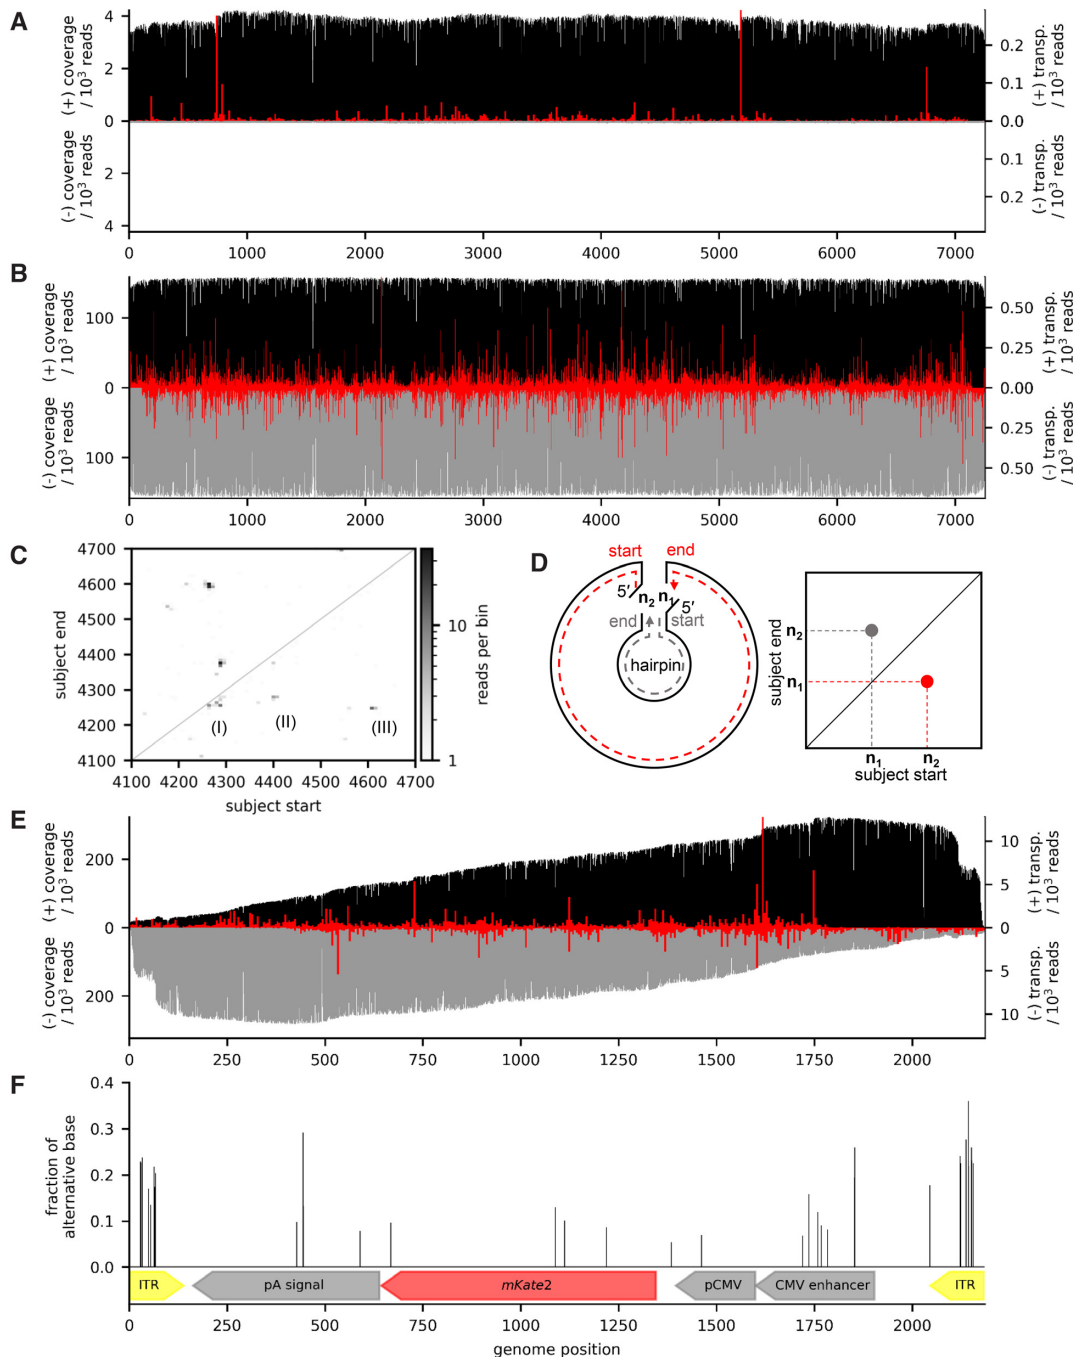 A
(+) coverage
/ 10³ reads
4
2
0
(-) coverage
/ 10³ reads
2
4
(+) transp.
/ 10³ reads
0.2
0.1
0.0
(-) transp.
/ 10³ reads
0.1
0.2
0 1000 2000 3000 4000 5000 6000 7000
B
(+) coverage
/ 10³ reads
100
0
(-) coverage
/ 10³ reads
100
(+) transp.
/ 10³ reads
0.50
0.25
0.00
(-) transp.
/ 10³ reads
0.25
0.50
0 1000 2000 3000 4000 5000 6000 7000
C
subject end
4700
4600
4500
4400
4300
4200
4100
(I)
(II)
(III)
4100 4200 4300 4400 4500 4600 4700
subject start
10
1
reads per bin
D
start end
5′ n₂ n₁ 5′
end start
hairpin
subject end
n₂
n₁
n₁ n₂
subject start
E
(+) coverage
/ 10³ reads
200
0
(-) coverage
/ 10³ reads
200
(+) transp.
/ 10³ reads
10
5
0
(-) transp.
/ 10³ reads
5
10
0 250 500 750 1000 1250 1500 1750 2000
F
fraction of
alternative base
0.4
0.3
0.2
0.1
0.0
ITR pA signal mKate2 pCMV CMV enhancer ITR
0 250 500 750 1000 1250 1500 1750 2000
genome position